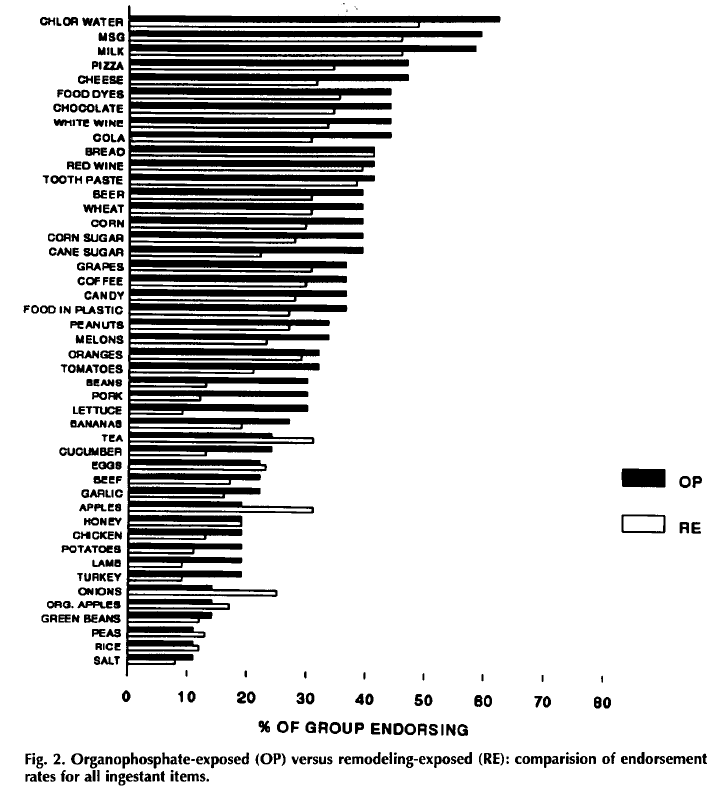 CHLOR WATER
MSG
MILK
PIZZA
CHEESE
FOOD DYES
CHOCOLATE
WHITE WINE
COLA
BREAD
RED WINE
TOOTH PASTE
BEER
WHEAT
CORN
CORN SUGAR
CANE SUGAR
GRAPES
COFFEE
CANDY
FOOD IN PLASTIC
PEANUTS
MELONS
ORANGES
TOMATOES
BEANS
PORK
LETTUCE
BANANAS
TEA
CUCUMBER
EGGS
BEEF
GARLIC
APPLES
HONEY
CHICKEN
POTATOES
LAMB
TURKEY
ONIONS
ORG. APPLES
GREEN BEANS
PEAS
RICE
SALT
OP
RE
0 10 20 30 40 50 60 70 80
% OF GROUP ENDORSING
Fig. 2. Organophosphate-exposed (OP) versus remodeling-exposed (RE): comparision of endorsement
rates for all ingestant items.